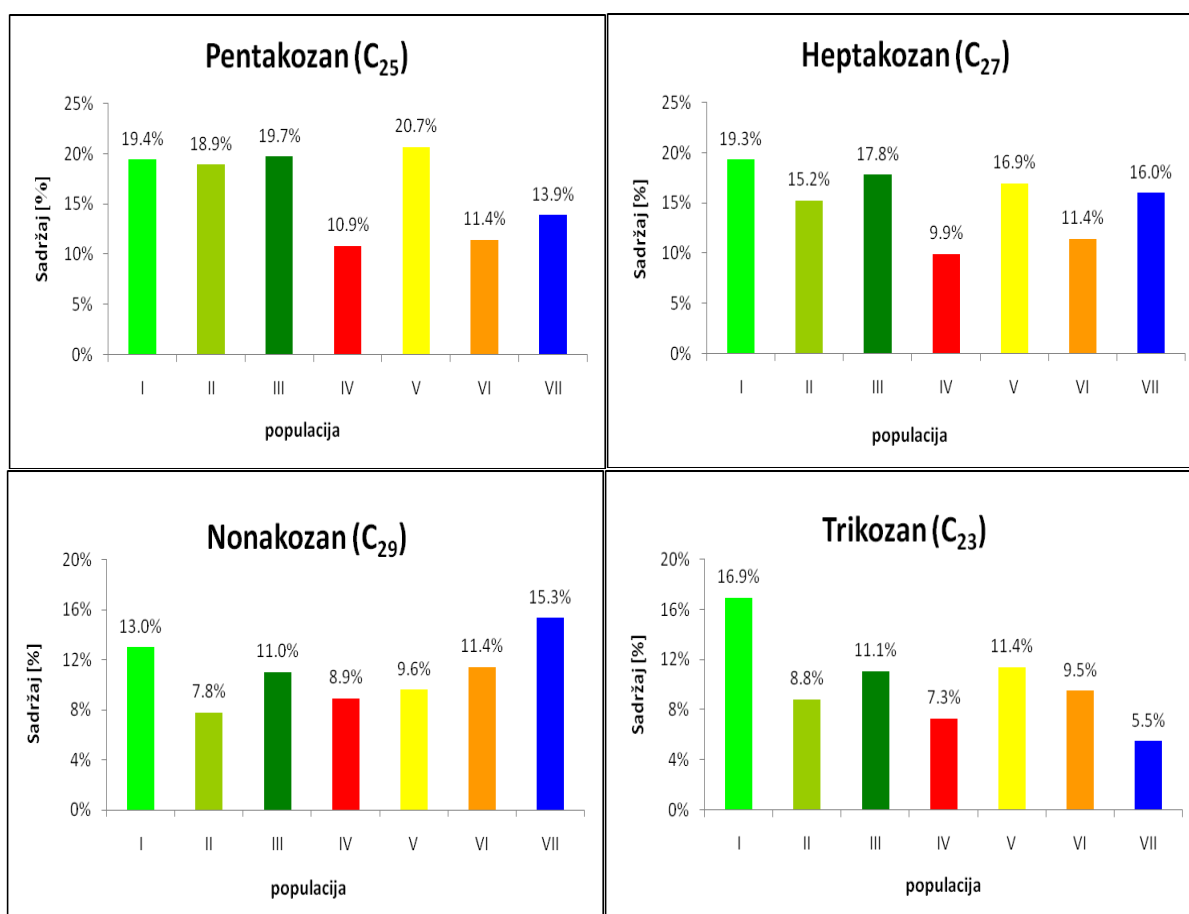 Pentakozan (C25)
Sadržaj [%]
25%
20%
15%
10%
5%
0%
19.4% 18.9% 19.7% 10.9% 20.7% 11.4% 13.9%
I II III IV V VI VII
populacija
Heptakozan (C27)
Sadržaj [%]
25%
20%
15%
10%
5%
0%
19.3% 15.2% 17.8% 9.9% 16.9% 11.4% 16.0%
I II III IV V VI VII
populacija
Nonakozan (C29)
Sadržaj [%]
20%
16%
12%
8%
4%
0%
13.0% 7.8% 11.0% 8.9% 9.6% 11.4% 15.3%
I II III IV V VI VII
populacija
Trikozan (C23)
Sadržaj [%]
20%
16%
12%
8%
4%
0%
16.9% 8.8% 11.1% 7.3% 11.4% 9.5% 5.5%
I II III IV V VI VII
populacija